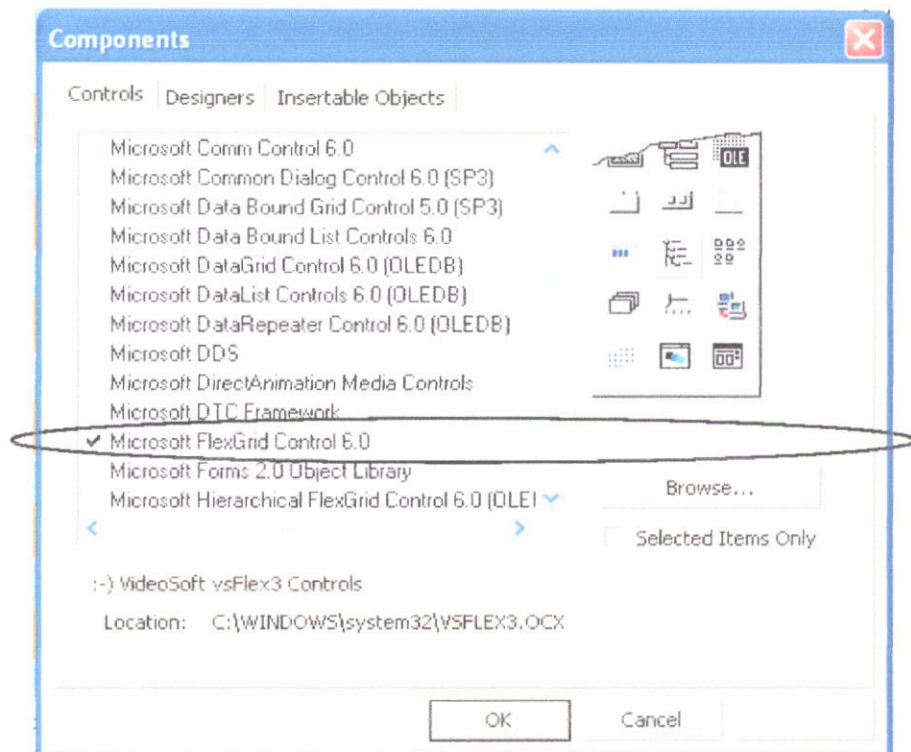 Components
Controls Designers Insertable Objects
Microsoft Comm Control 6.0
Microsoft Common Dialog Control 6.0 (SP3)
Microsoft Data Bound Grid Control 5.0 (SP3)
Microsoft Data Bound List Controls 6.0
Microsoft DataGrid Control 6.0 (OLEDB)
Microsoft DataList Controls 6.0 (OLEDB)
Microsoft DataRepeater Control 6.0 (OLEDB)
Microsoft DDS
Microsoft DirectAnimation Media Controls
Microsoft DTC Framework
Microsoft FlexGrid Control 6.0
Microsoft Forms 2.0 Object Library
Microsoft Hierarchical FlexGrid Control 6.0 (OLEI
OLE
Browse...
Selected Items Only
:-) VideoSoft vsFlex3 Controls
Location: C:\WINDOWS\system32\VSFLEX3.OCX
OK Cancel